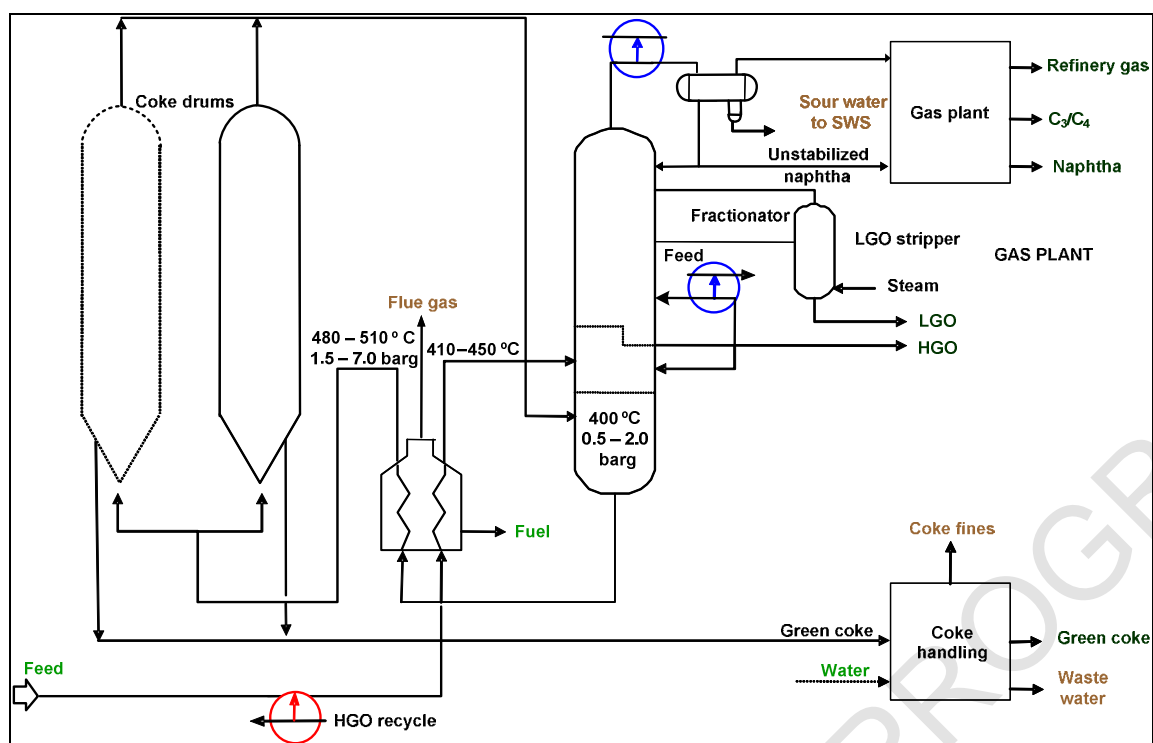 Coke drums
Sour water
to SWS
Gas plant
Refinery gas
C₃/C₄
Naphtha
Unstabilized
naphtha
Fractionator
LGO stripper
GAS PLANT
Feed
Steam
Flue gas
LGO
HGO
480 – 510 º C
1.5 – 7.0 barg
410–450 ºC
400 ºC
0.5 – 2.0
barg
Fuel
Coke fines
Green coke
Coke
handling
Green coke
Water
Waste
water
Feed
HGO recycle
PROGR